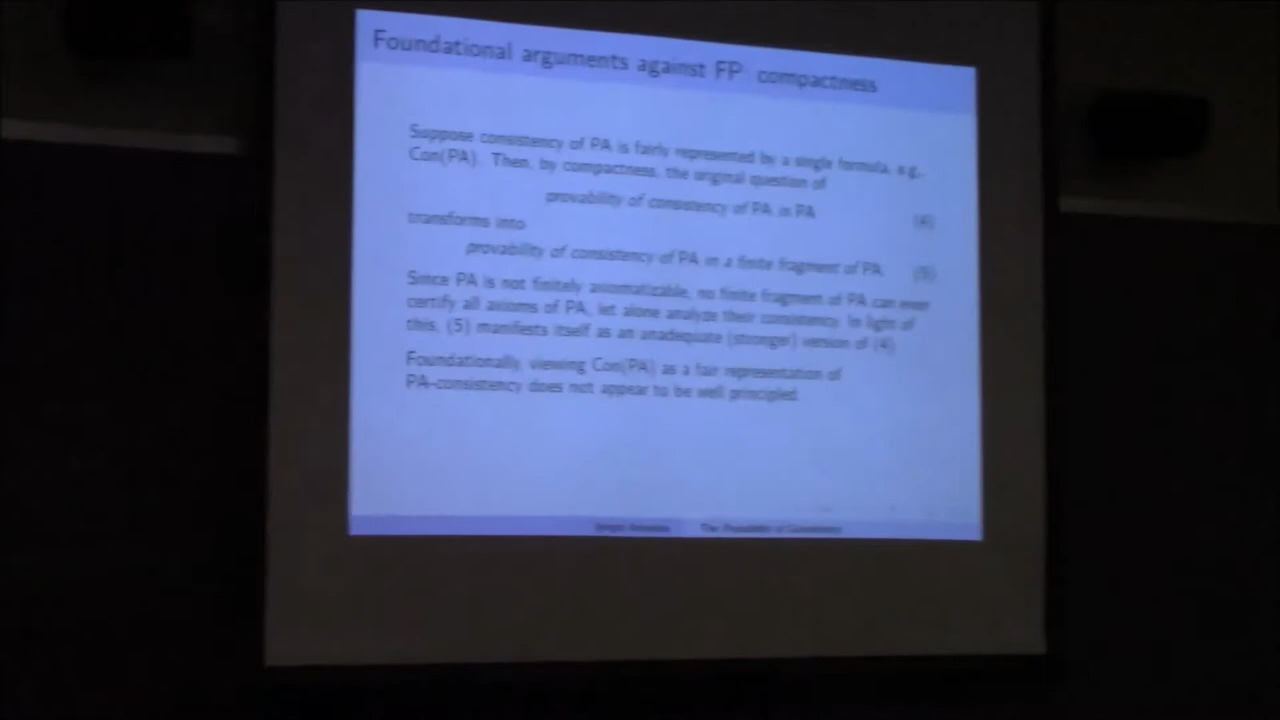 Foundational arguments against FP: compactness
Suppose consistency of PA is fairly represented by a single formula, e.g.,
Con(PA). Then, by compactness, the original question of
provability of consistency of PA in PA (4)
transforms into
provability of consistency of PA in a finite fragment of PA (5)
Since PA is not finitely axiomatizable, no finite fragment of PA can even
certify all axioms of PA, let alone analyze their consistency. In light of
this, (5) manifests itself as an inadequate (stronger) version of (4)
Foundationally, viewing Con(PA) as a fair representation of
PA-consistency does not appear to be well principled.
The Provability of Consistency